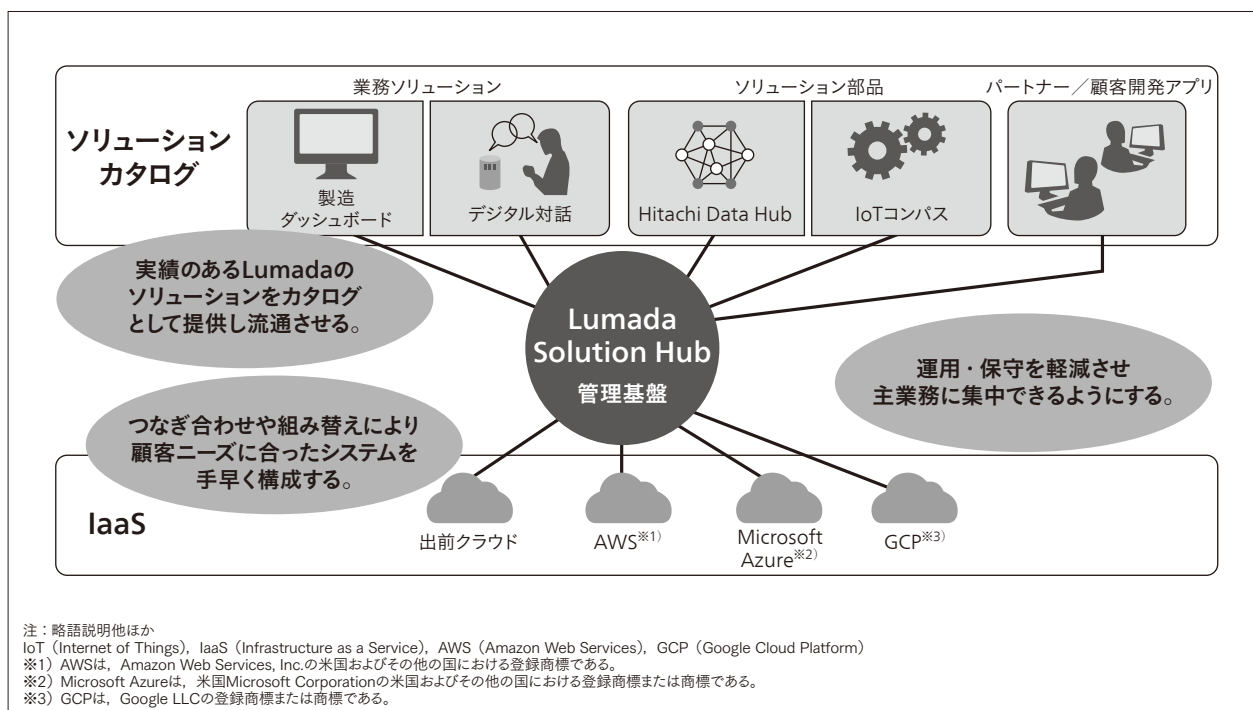 業務ソリューション
ソリューション部品
パートナー／顧客開発アプリ
ソリューション
カタログ
製造
ダッシュボード
デジタル対話
Hitachi Data Hub
IoTコンパス
実績のあるLumadaの
ソリューションをカタログ
として提供し流通させる。
Lumada
Solution Hub
管理基盤
運用・保守を軽減させ
主業務に集中できるようにする。
つなぎ合わせや組み替えにより
顧客ニーズに合ったシステムを
手早く構成する。
IaaS
出前クラウド
AWS※1）
Microsoft
Azure※2）
GCP※3）
注：略語説明他ほか
IoT（Internet of Things），IaaS（Infrastructure as a Service），AWS（Amazon Web Services），GCP（Google Cloud Platform）
※1）AWSは，Amazon Web Services, Inc.の米国およびその他の国における登録商標である。
※2）Microsoft Azureは，米国Microsoft Corporationの米国およびその他の国における登録商標または商標である。
※3）GCPは，Google LLCの登録商標または商標である。